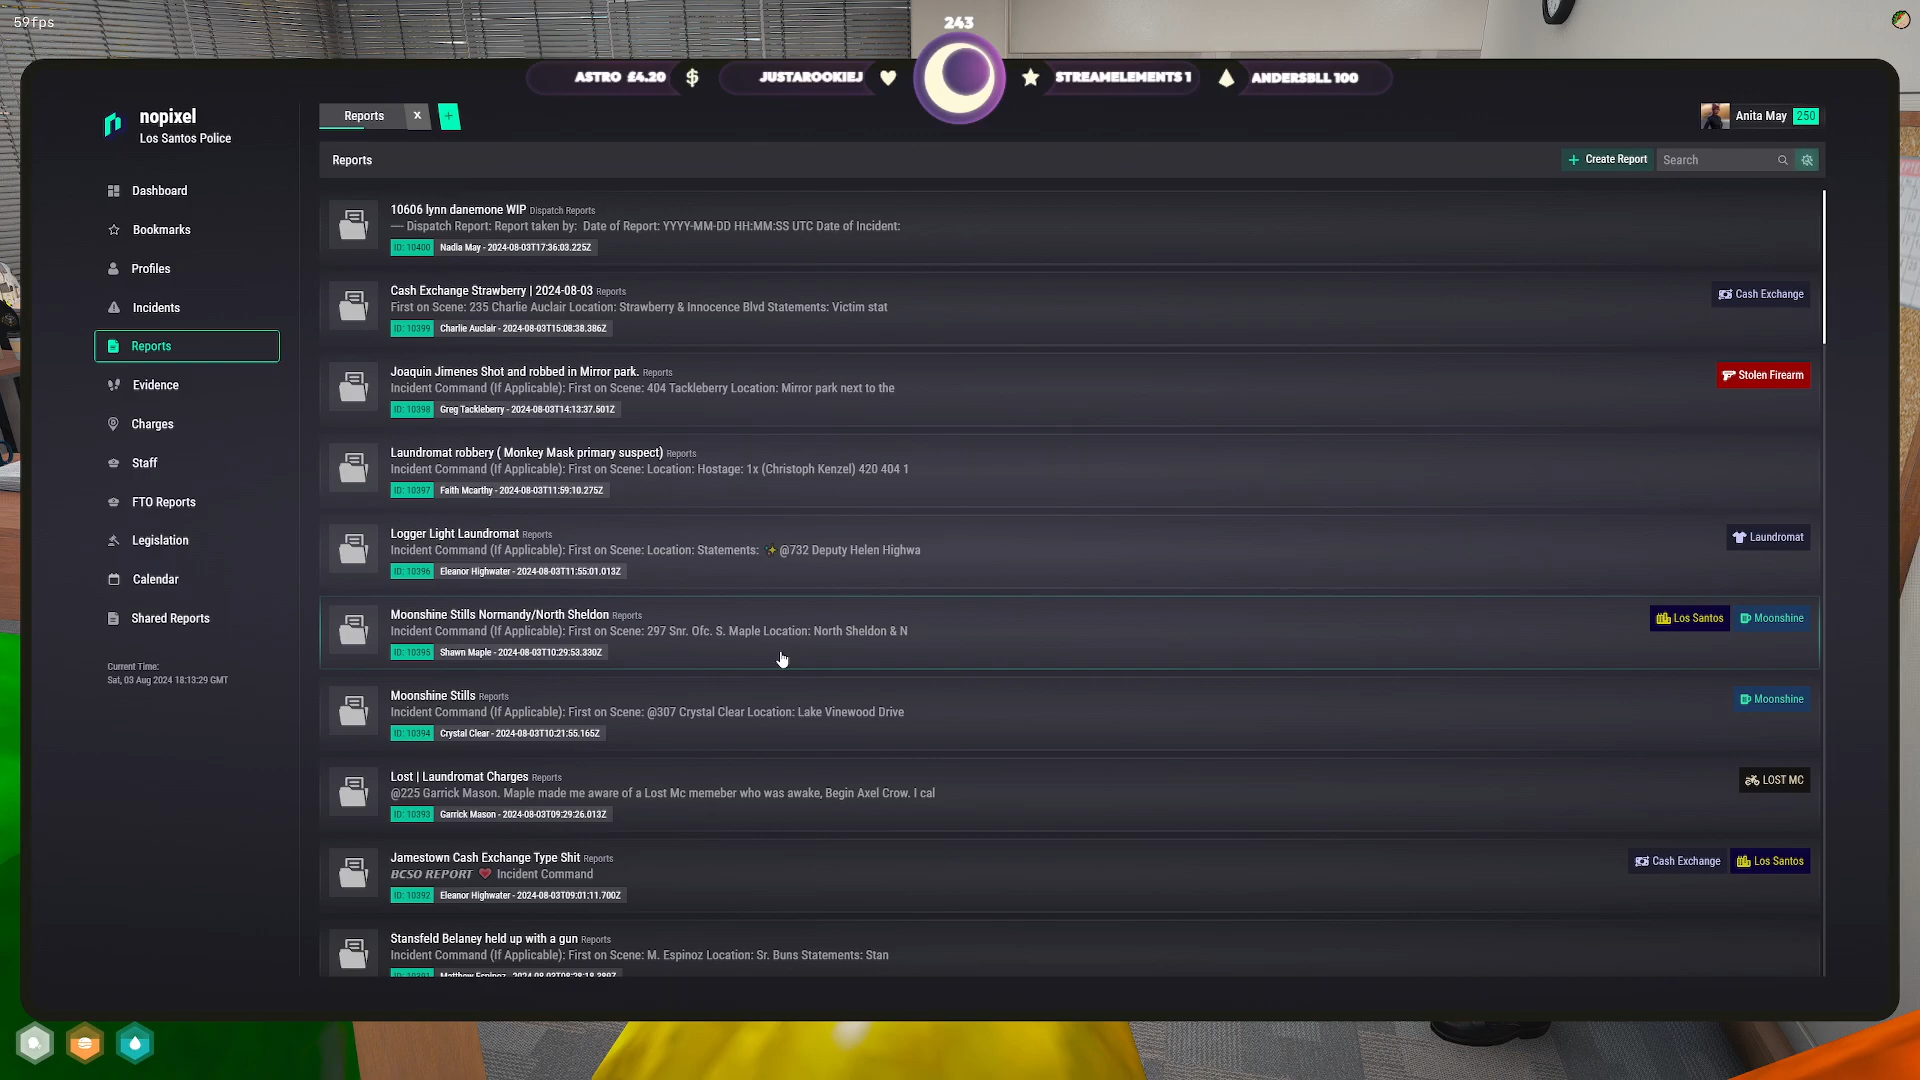 59fps
243
ASTRO £4.20 $
JUSTAROOKIEJ
STREAMELEMENTS 1
ANDERSBLL 100
nopixel
Los Santos Police
Reports x +
Anita May 250
Reports
+ Create Report
Search
Dashboard
Bookmarks
Profiles
Incidents
Reports
Evidence
Charges
Staff
FTO Reports
Legislation
Calendar
Shared Reports
Current Time:
Sat, 03 Aug 2024 18:13:29 GMT
10606 lynn danemone WIP Dispatch Reports
— Dispatch Report: Report taken by: Date of Report: YYYY-MM-DD HH:MM:SS UTC Date of Incident:
ID: 10400 Nadia May - 2024-08-03T17:36:03.225Z
Cash Exchange Strawberry | 2024-08-03 Reports
First on Scene: 235 Charlie Auclair Location: Strawberry & Innocence Blvd Statements: Victim stat
ID: 10399 Charlie Auclair - 2024-08-03T15:08:38.386Z
Cash Exchange
Joaquin Jimenes Shot and robbed in Mirror park. Reports
Incident Command (If Applicable): First on Scene: 404 Tackleberry Location: Mirror park next to the
ID: 10398 Greg Tackleberry - 2024-08-03T14:13:37.501Z
Stolen Firearm
Laundromat robbery ( Monkey Mask primary suspect) Reports
Incident Command (If Applicable): First on Scene: Location: Hostage: 1x (Christoph Kenzel) 420 404 1
ID: 10397 Faith Mcarthy - 2024-08-03T11:59:10.275Z
Logger Light Laundromat Reports
Incident Command (If Applicable): First on Scene: Location: Statements: ✨@732 Deputy Helen Highwa
ID: 10396 Eleanor Highwater - 2024-08-03T11:55:01.013Z
Laundromat
Moonshine Stills Normandy/North Sheldon Reports
Incident Command (If Applicable): First on Scene: 297 Snr. Ofc. S. Maple Location: North Sheldon & N
ID: 10395 Shawn Maple - 2024-08-03T10:29:53.330Z
Los Santos Moonshine
Moonshine Stills Reports
Incident Command (If Applicable): First on Scene: @307 Crystal Clear Location: Lake Vinewood Drive
ID: 10394 Crystal Clear - 2024-08-03T10:21:55.165Z
Moonshine
Lost | Laundromat Charges Reports
@225 Garrick Mason. Maple made me aware of a Lost Mc memeber who was awake, Begin Axel Crow. I cal
ID: 10393 Garrick Mason - 2024-08-03T09:29:26.013Z
LOST MC
Jamestown Cash Exchange Type Shit Reports
BCSO REPORT ❤️ Incident Command
ID: 10392 Eleanor Highwater - 2024-08-03T09:01:11.700Z
Cash Exchange Los Santos
Stansfeld Belaney held up with a gun Reports
Incident Command (If Applicable): First on Scene: M. Espinoz Location: Sr. Buns Statements: Stan
ID: 10391 Matthew Espinoz - 2024-08-03T08:28:18.389Z